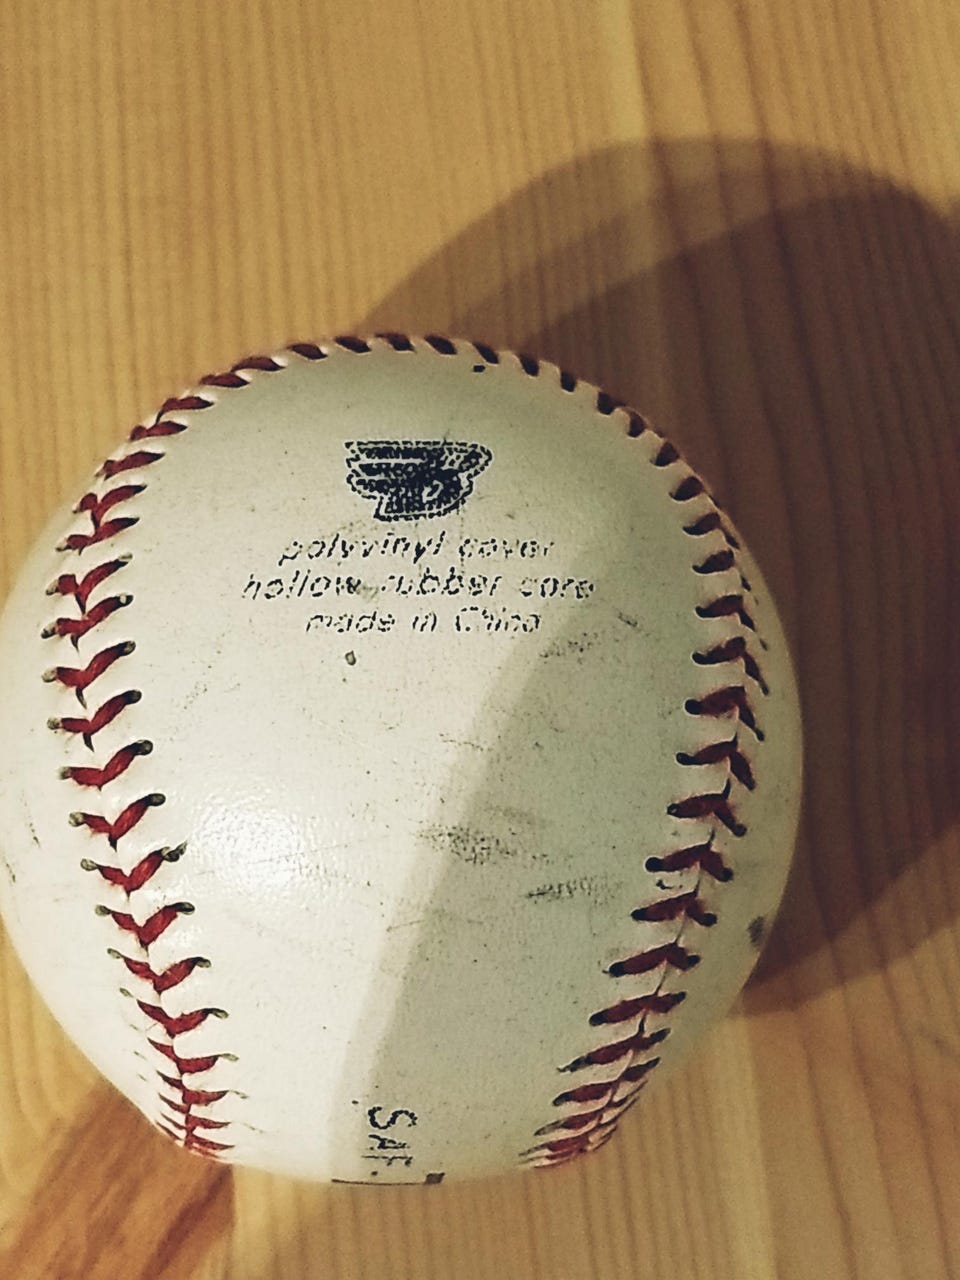 polyvinyl cover
hollow rubber core
made in China